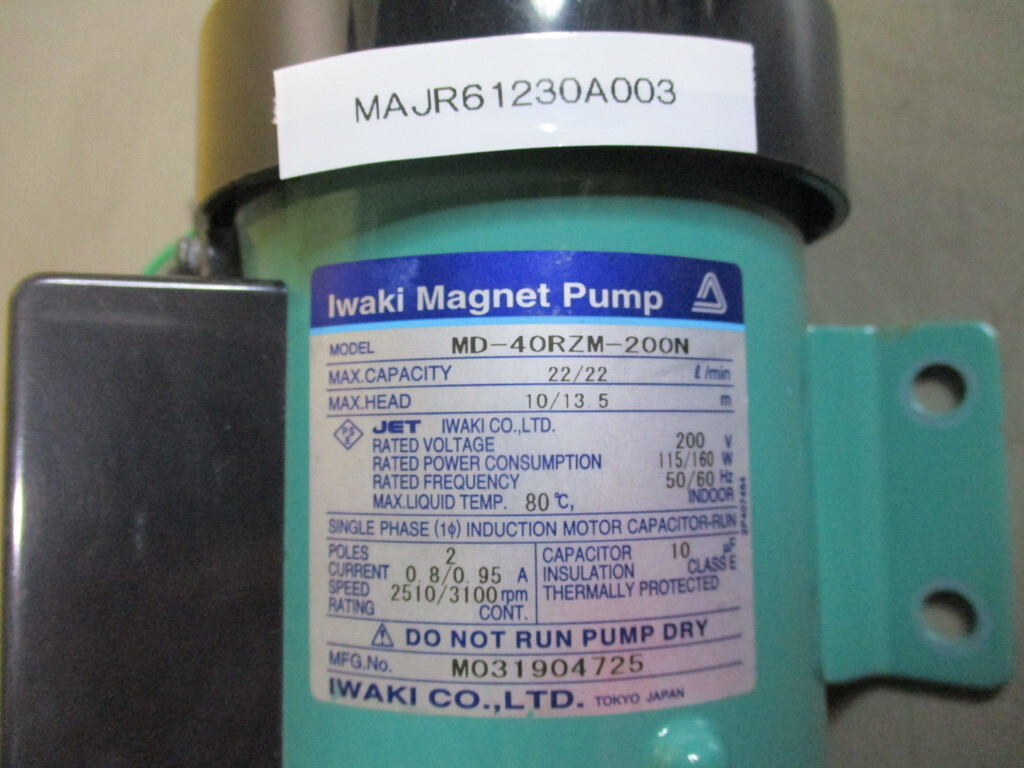 MAJR61230A003
Iwaki Magnet Pump
MODEL MD-40RZM-200N
MAX.CAPACITY 22/22 ℓ/min
MAX.HEAD 10/13.5 m
PSE JET IWAKI CO.,LTD.
RATED VOLTAGE 200 V
RATED POWER CONSUMPTION 115/160 W
RATED FREQUENCY 50/60 Hz
MAX.LIQUID TEMP. 80 ℃, INDOOR
SINGLE PHASE (1ϕ) INDUCTION MOTOR CAPACITOR-RUN
POLES 2
CURRENT 0.8/0.95 A
SPEED 2510/3100 rpm
RATING CONT.
CAPACITOR 10 μF
INSULATION CLASS E
THERMALLY PROTECTED
⚠ DO NOT RUN PUMP DRY
MFG.No. M031904725
IWAKI CO.,LTD. TOKYO JAPAN